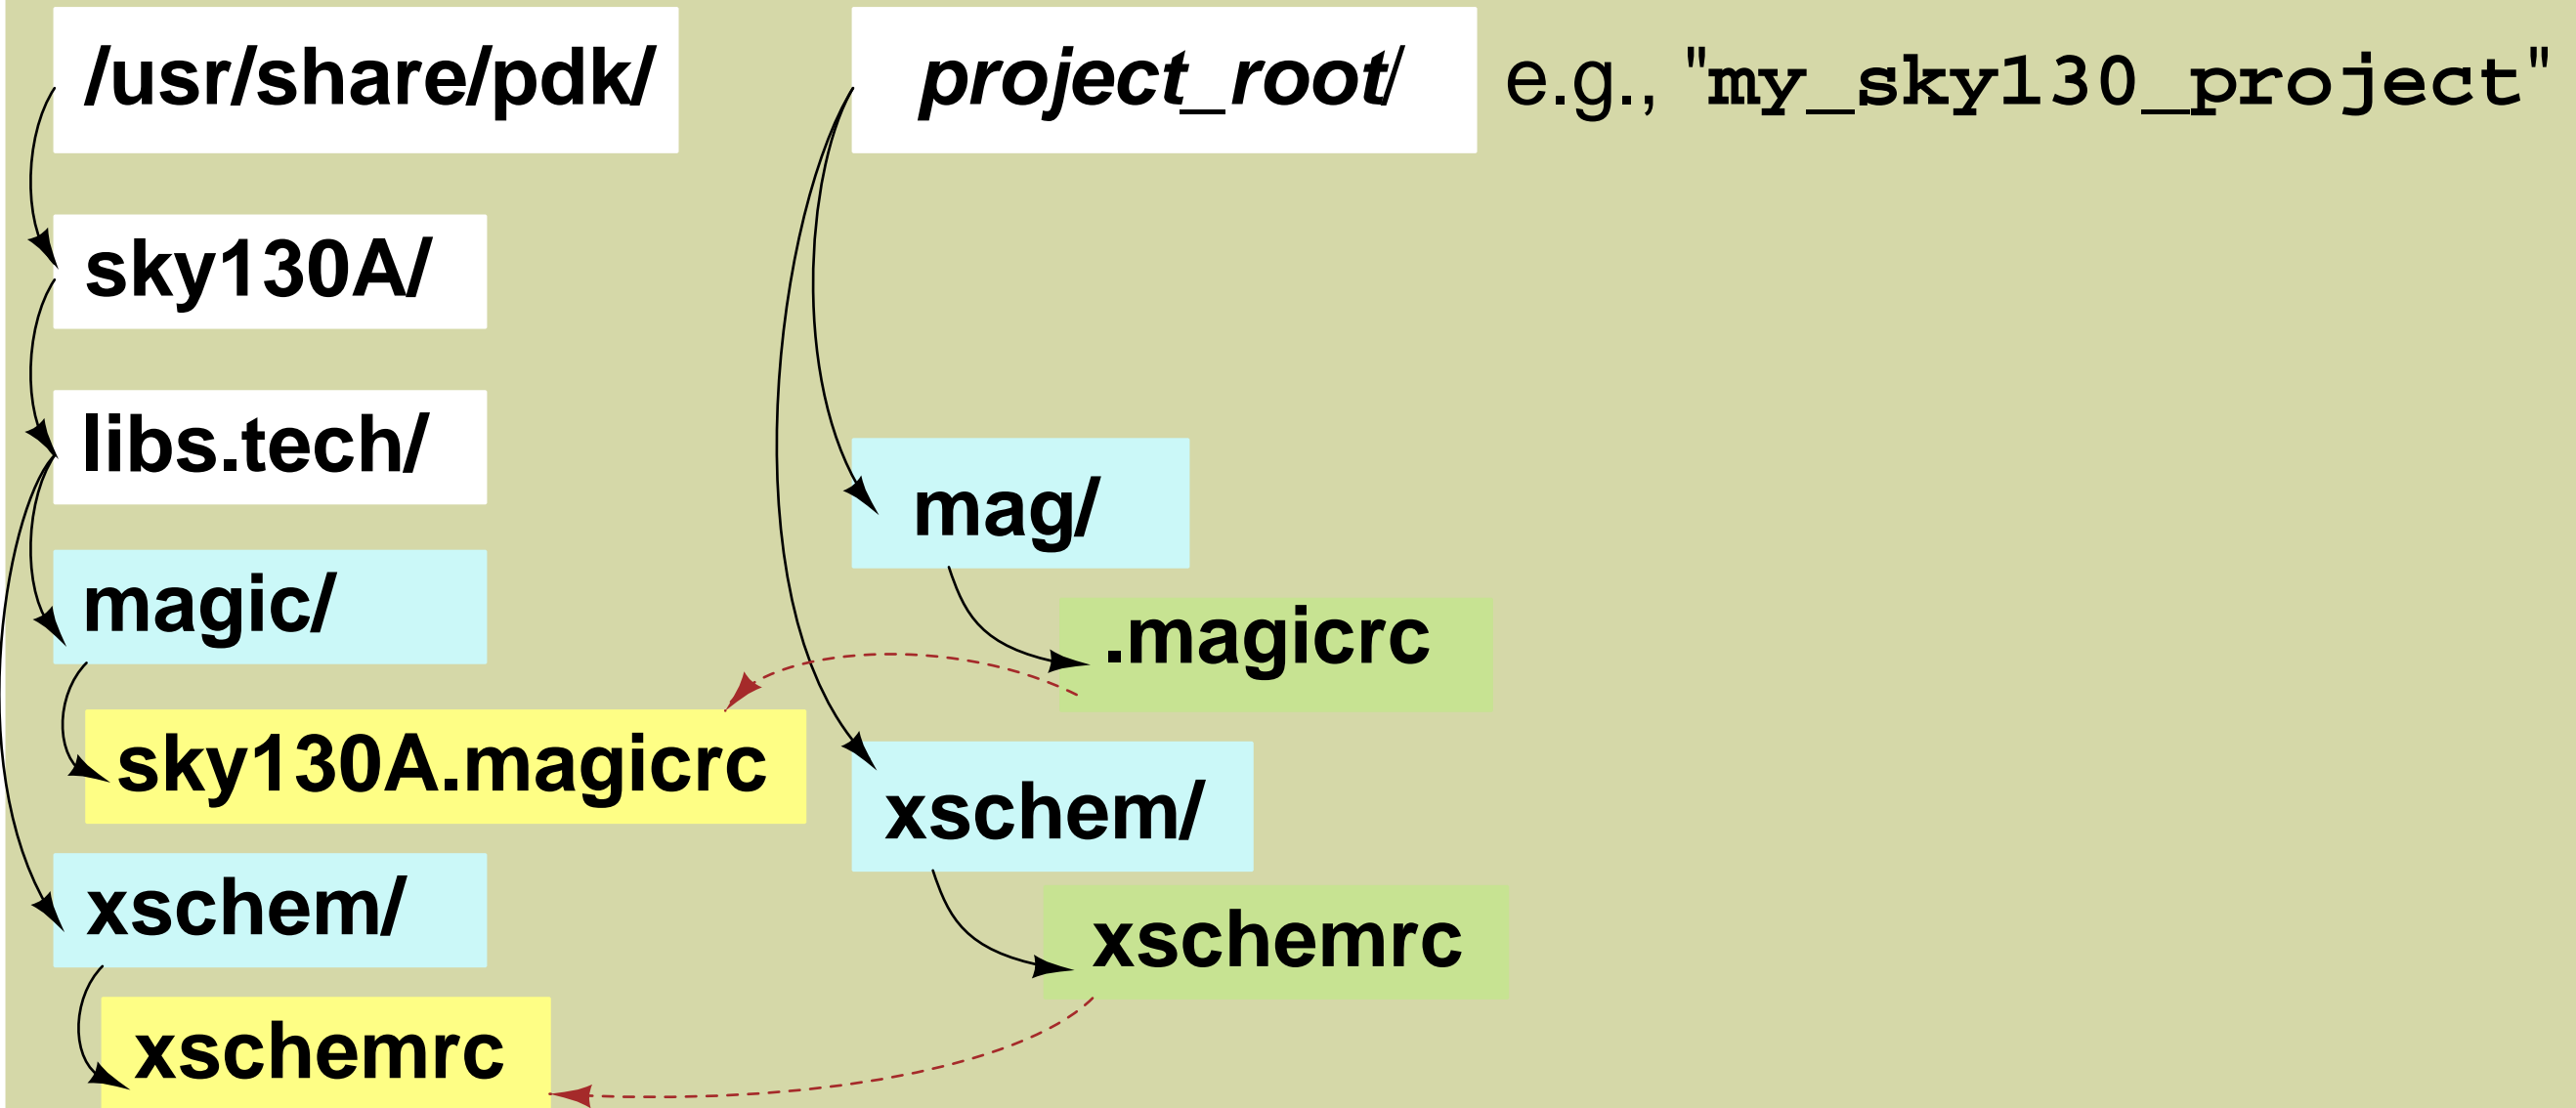 /usr/share/pdk/
project_root/ e.g., "my_sky130_project"
sky130A/
libs.tech/
mag/
magic/
.magicrc
sky130A.magicrc
xschem/
xschem/
xschemrc
xschemrc